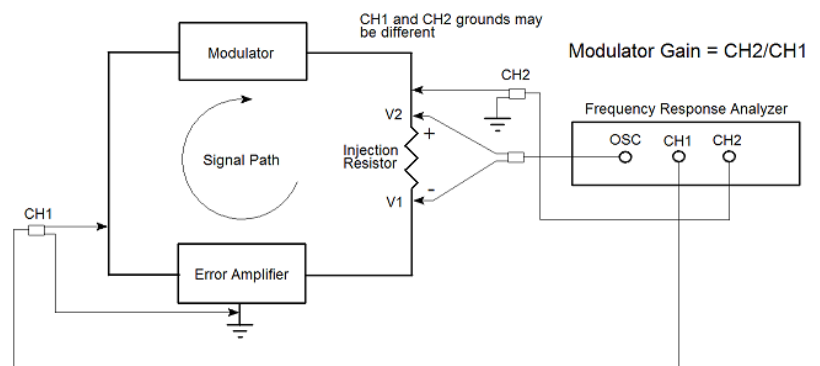 CH1 and CH2 grounds may
be different
Modulator
Modulator Gain = CH2/CH1
CH2
Frequency Response Analyzer
V2
+
OSC
CH1
CH2
Signal Path
Injection
Resistor
-
V1
CH1
Error Amplifier